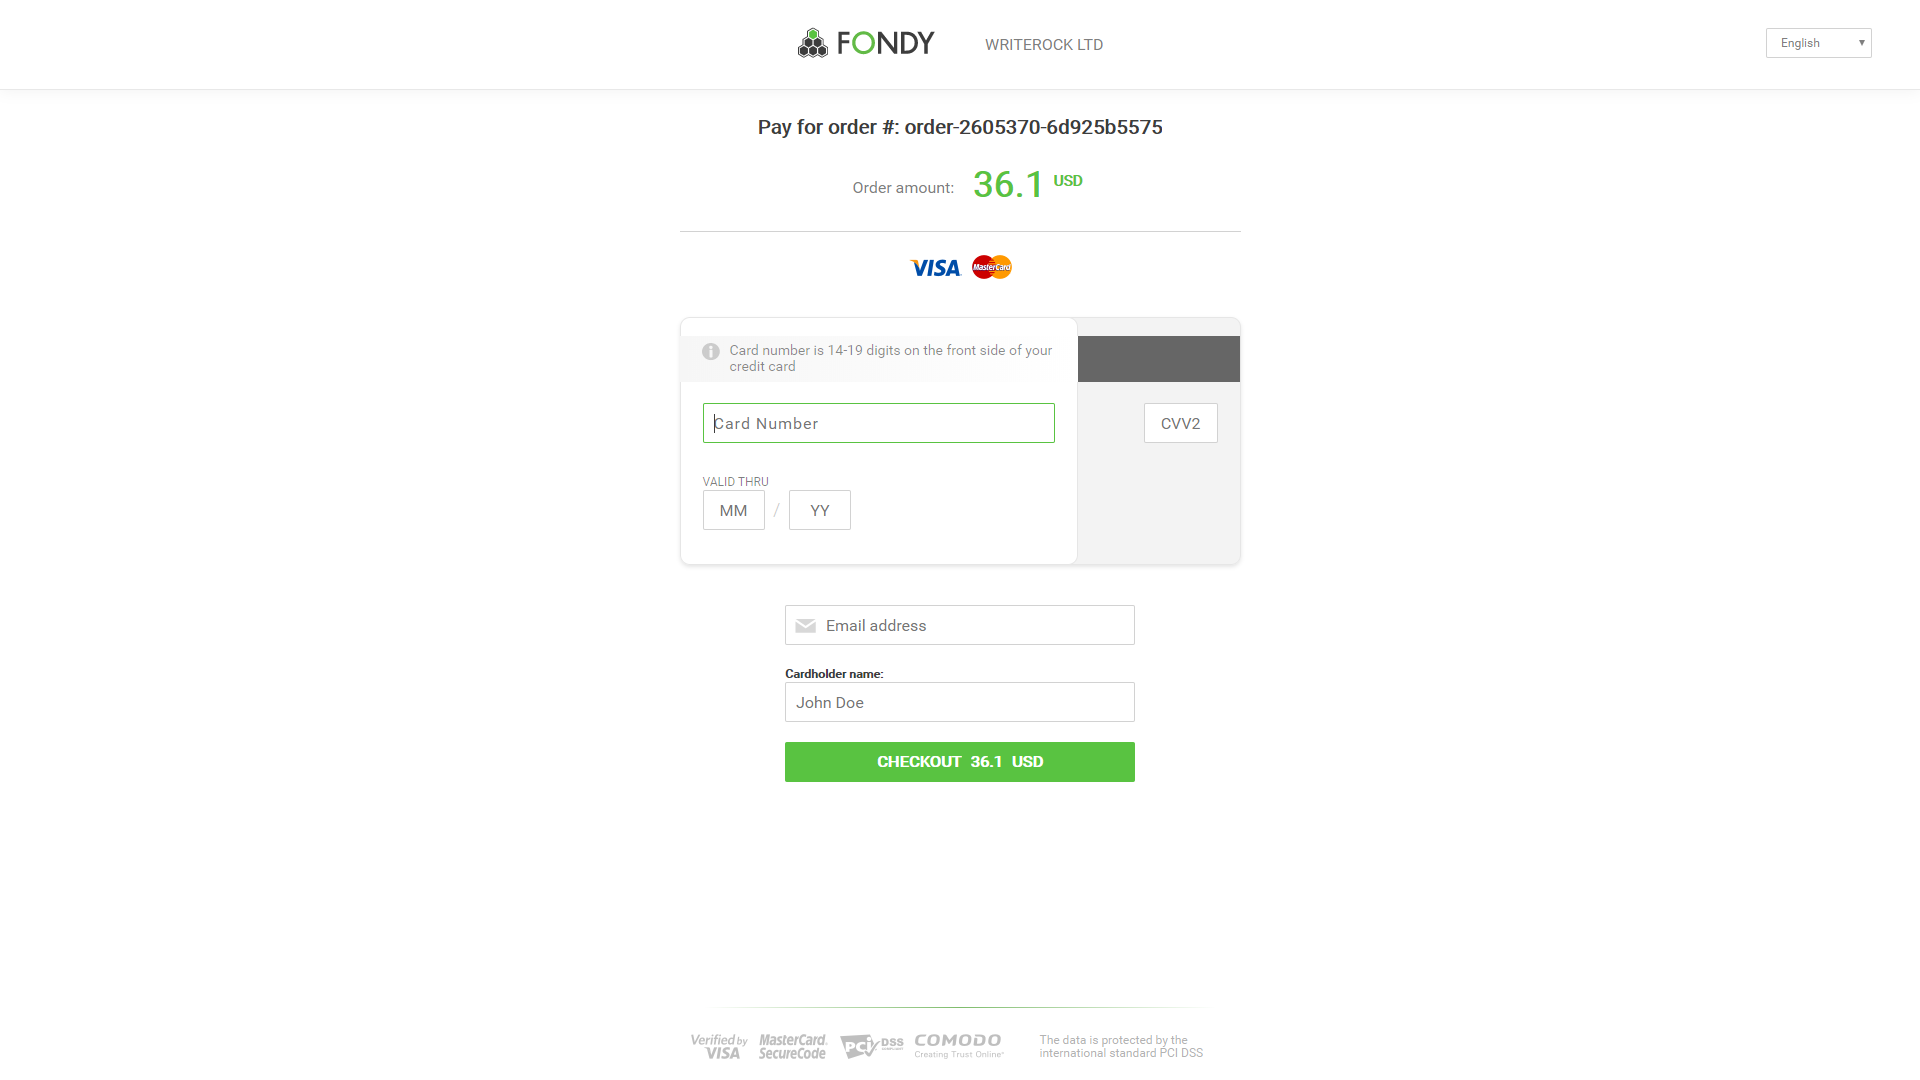 FONDY
WRITEROCK LTD
English
Pay for order #: order-2605370-6d925b5575
Order amount: 36.1 USD
VISA MasterCard
Card number is 14-19 digits on the front side of your
credit card
Card Number
CVV2
VALID THRU
MM / YY
Email address
Cardholder name:
John Doe
CHECKOUT 36.1 USD
Verified by
VISA
MasterCard.
SecureCode
PCI DSS
COMODO
Creating Trust Online
The data is protected by the
international standard PCI DSS